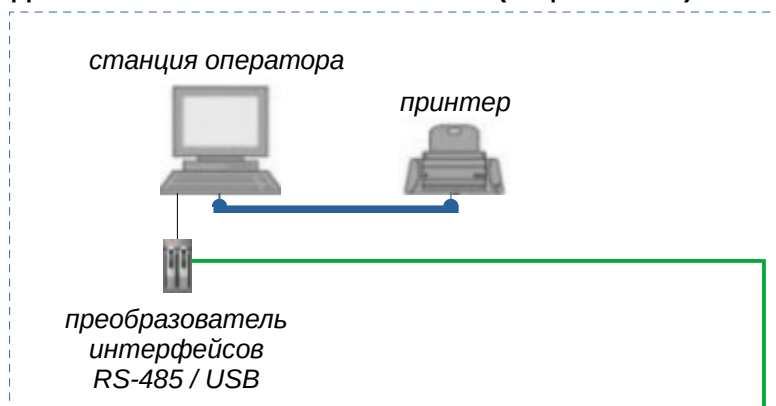 станция оператора
принтер
преобразователь
интерфейсов
RS-485 / USB